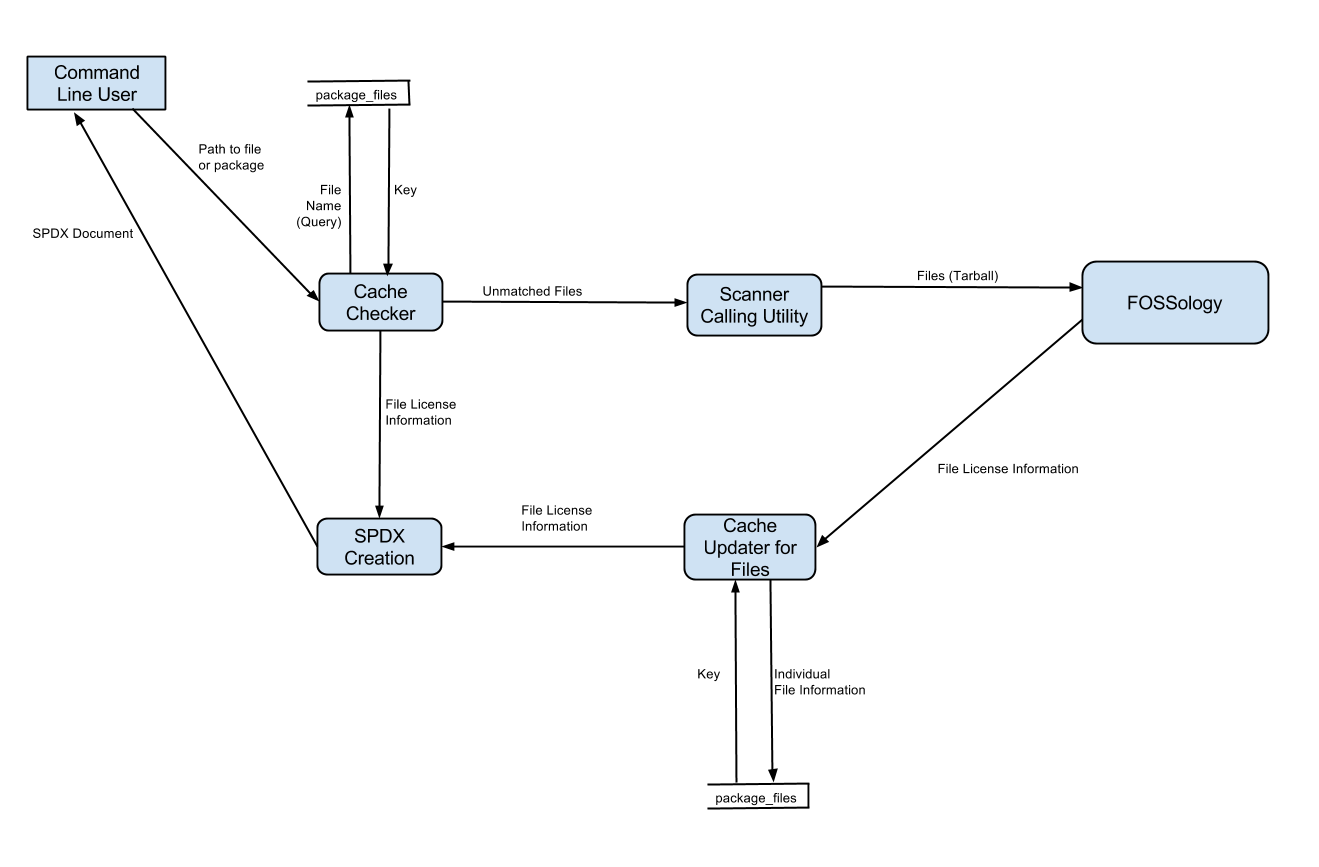 Command
Line User
package_files
Path to file
or package
File
Name
(Query)
Key
SPDX Document
Cache
Checker
Unmatched Files
Scanner
Calling Utility
Files (Tarball)
FOSSology
File License
Information
File License Information
SPDX
Creation
File License
Information
Cache
Updater for
Files
Key
Individual
File Information
package_files